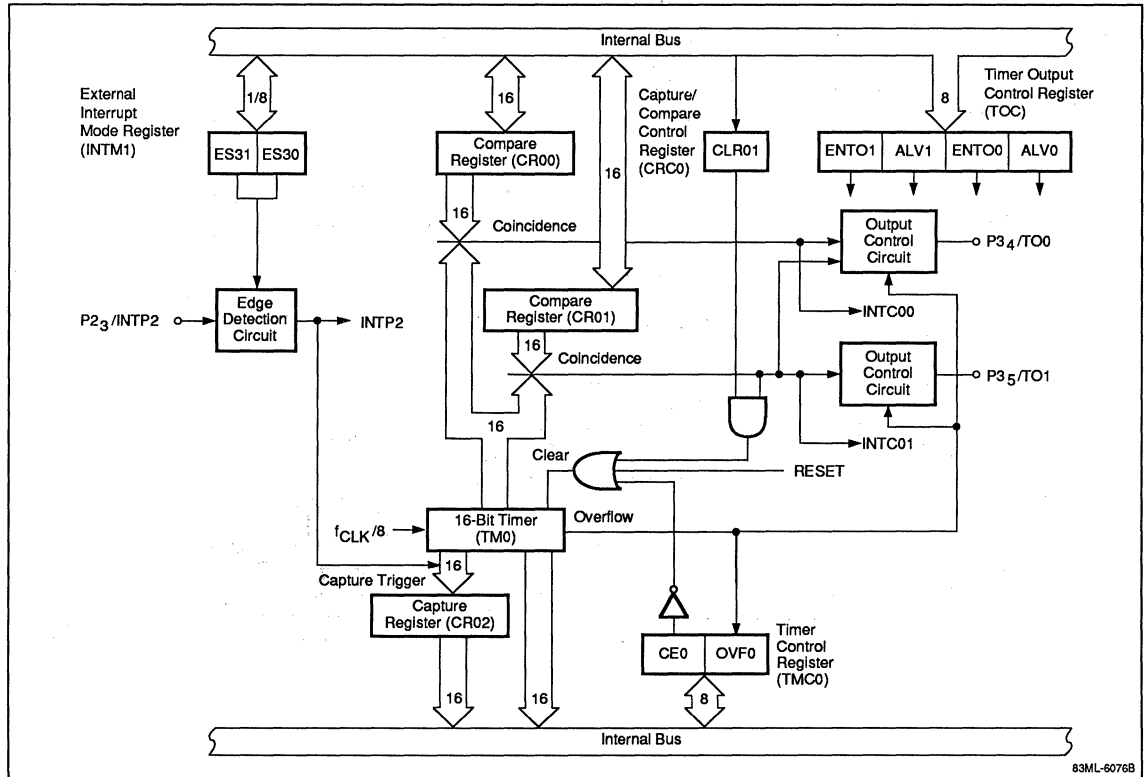 Internal Bus
External
Interrupt
Mode Register
(INTM1)
1/8
16
Capture/
Compare
Control
Register
(CRC0)
8
Timer Output
Control Register
(TOC)
ES31
ES30
Compare
Register (CR00)
16
CLR01
ENTO1
ALV1
ENTO0
ALV0
16
Coincidence
Output
Control
Circuit
P34/TO0
P23/INTP2
Edge
Detection
Circuit
INTP2
Compare
Register (CR01)
INTC00
16
Coincidence
Output
Control
Circuit
P35/TO1
16
INTC01
Clear
RESET
fCLK/8
16-Bit Timer
(TM0)
Overflow
16
Capture Trigger
Capture
Register (CR02)
CE0
OVF0
Timer
Control
Register
(TMC0)
16
16
8
Internal Bus
83ML-6076B